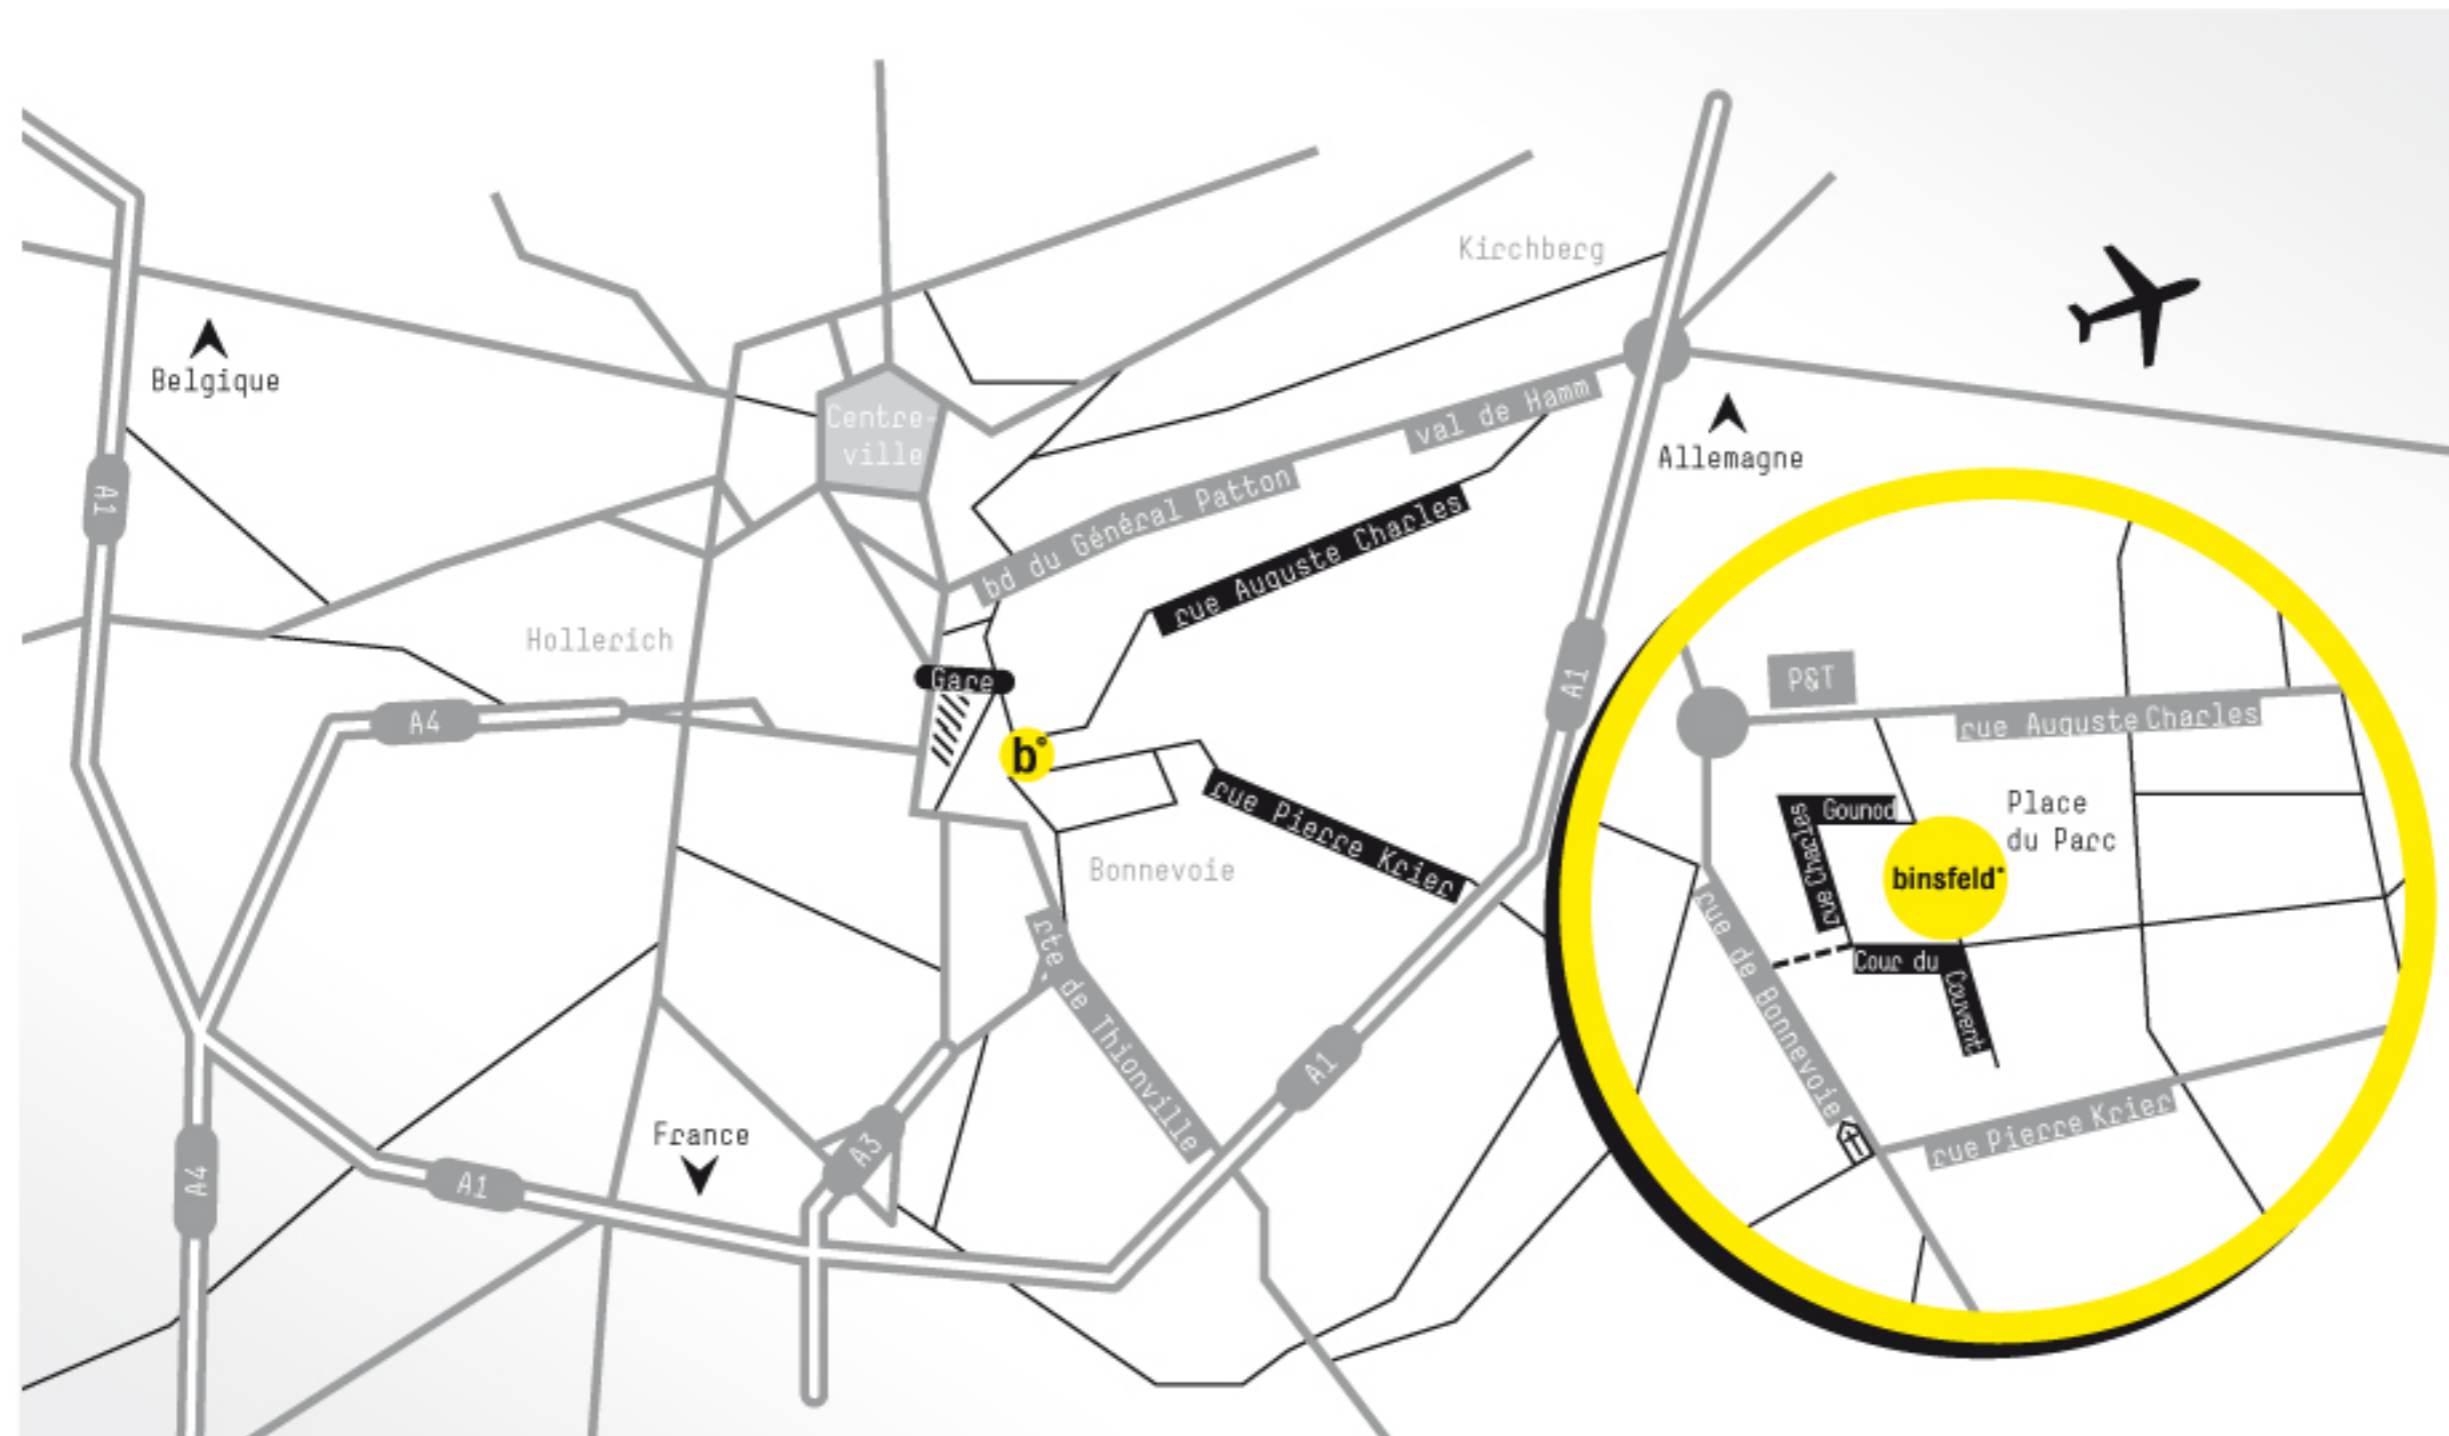 Kirchberg
Belgique
Centre-
ville
val de Hamm
Allemagne
A1
bd du Général Patton
rue Auguste Charles
Hollerich
Gare
A1
A4
b°
rue Pierre Krier
Bonnevoie
rte de Thionville
A1
France
A3
A4
A1
P&T
rue Auguste Charles
Place
du Parc
Gounod
rue Charles
binsfeld°
Cour du
Couvent
rue de Bonnevoie
rue Pierre Krier